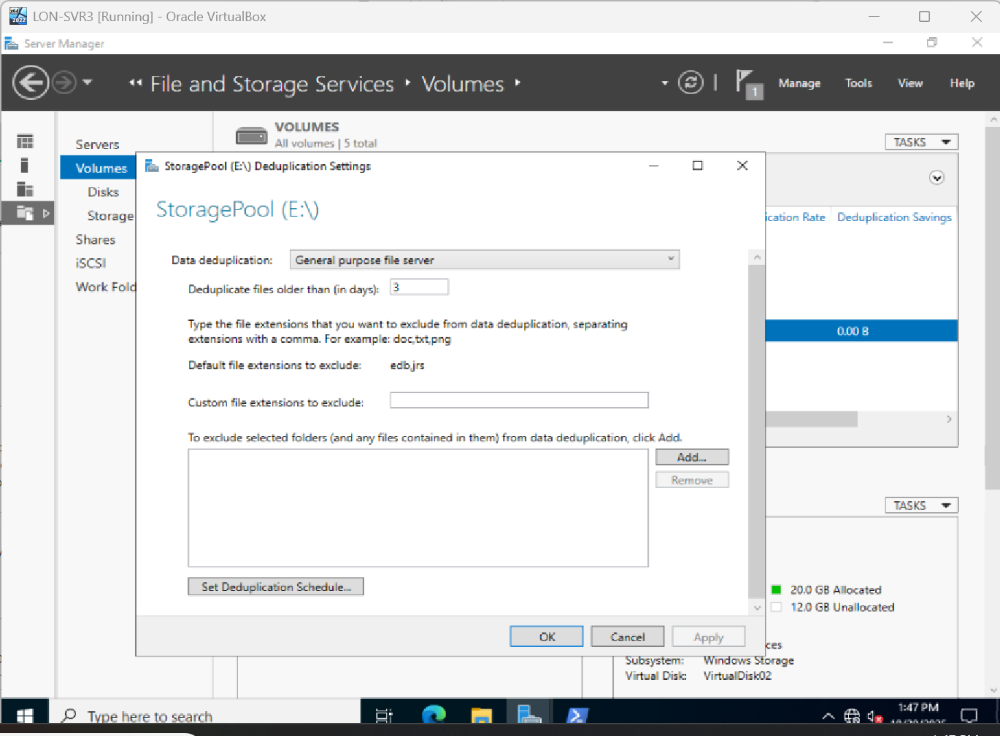 LON-SVR3 [Running] - Oracle VirtualBox
Server Manager
File and Storage Services
Volumes
1
Manage
Tools
View
Help
VOLUMES
All volumes | 5 total
TASKS
Servers
Volumes
Disks
Storage
Shares
iSCSI
Work Fold
StoragePool (E:\) Deduplication Settings
StoragePool (E:\)
Data deduplication: General purpose file server
Deduplicate files older than (in days): 3
Type the file extensions that you want to exclude from data deduplication, separating
extensions with a comma. For example: doc,txt,png
Default file extensions to exclude: edb,jrs
Custom file extensions to exclude:
To exclude selected folders (and any files contained in them) from data deduplication, click Add.
Add...
Remove
Set Deduplication Schedule...
OK
Cancel
Apply
ication Rate
Deduplication Savings
0.00 B
TASKS
20.0 GB Allocated
12.0 GB Unallocated
ces
Subsystem: Windows Storage
Virtual Disk: VirtualDisk02
Type here to search
1:47 PM